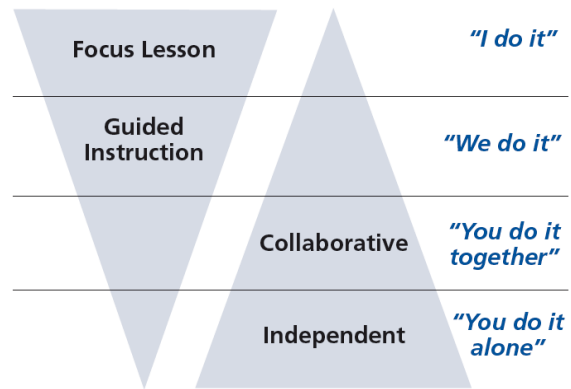 Focus Lesson
“I do it”
Guided
Instruction
“We do it”
Collaborative
“You do it
together”
Independent
“You do it
alone”